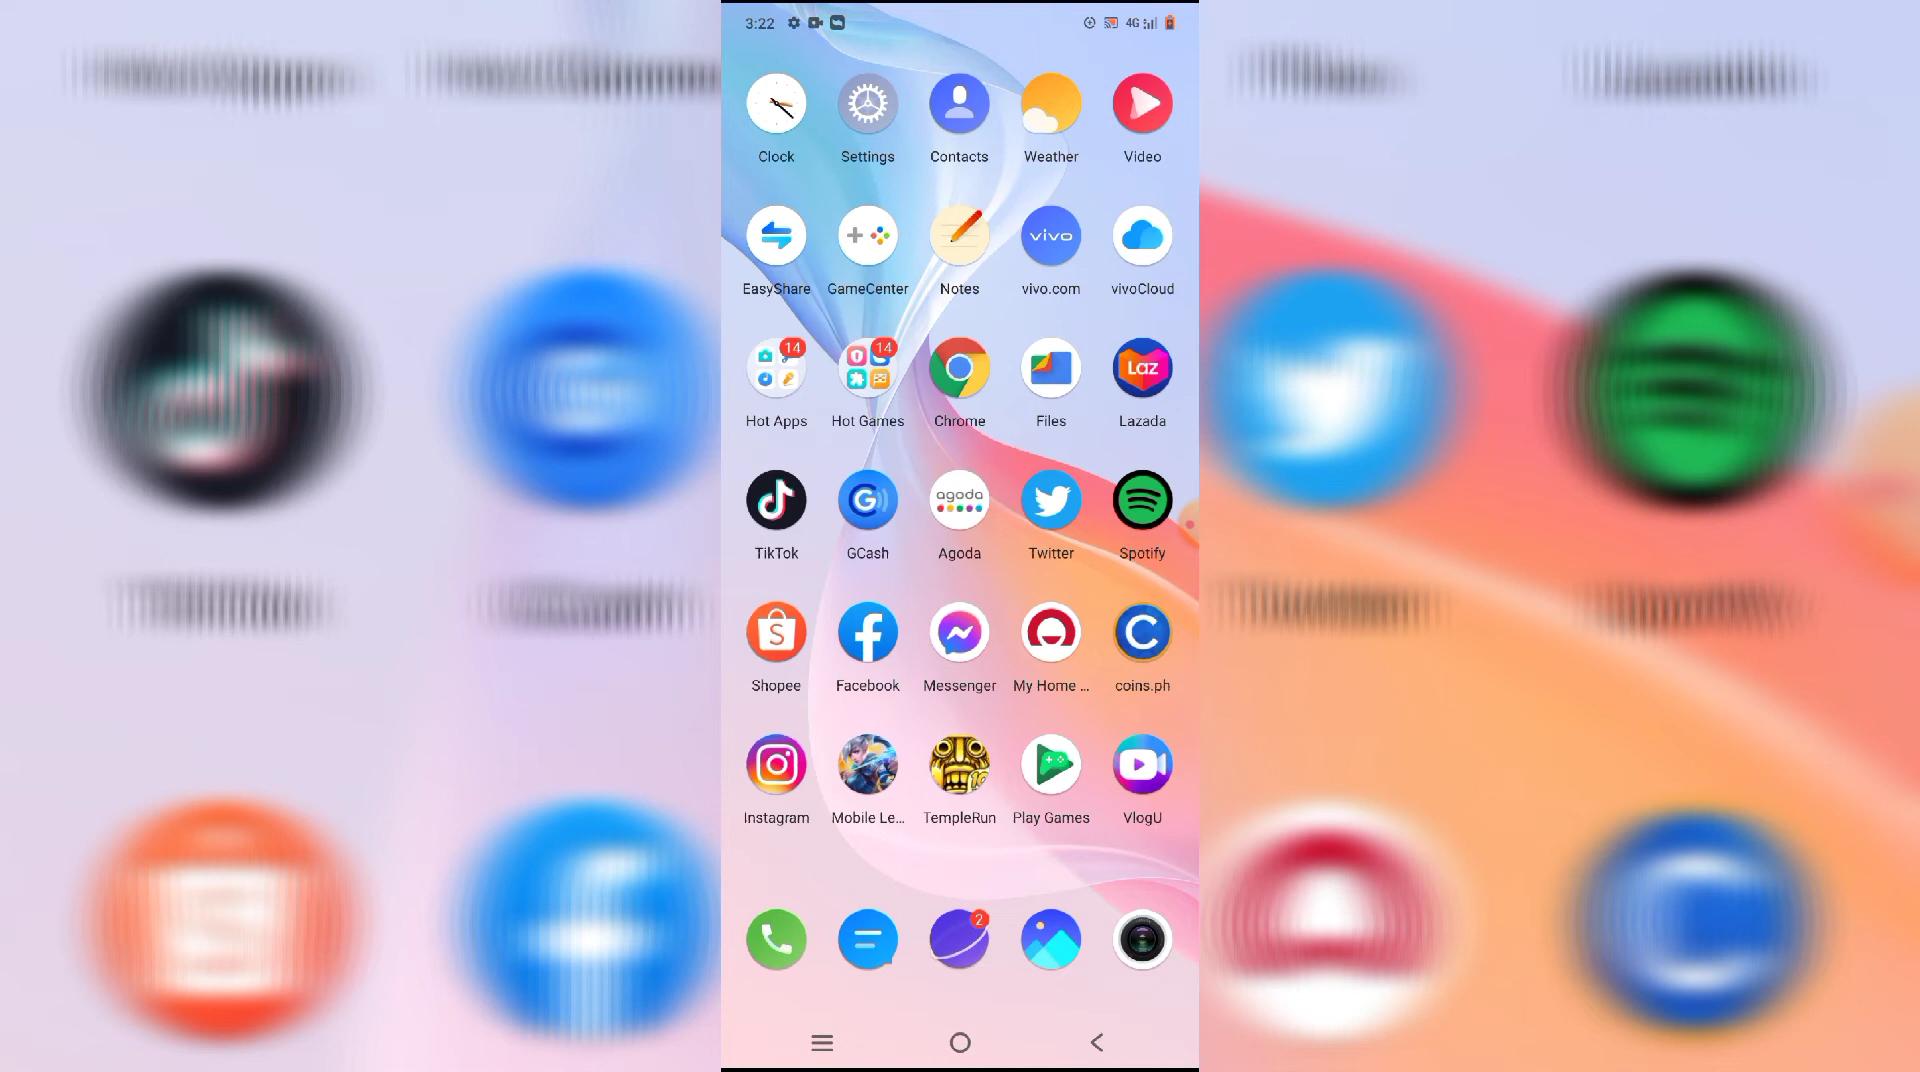 3:22 4G
Clock Settings Contacts Weather Video
vivo
EasyShare GameCenter Notes vivo.com vivoCloud
14 14 Laz
Hot Apps Hot Games Chrome Files Lazada
G agoda
TikTok GCash Agoda Twitter Spotify
S f C
Shopee Facebook Messenger My Home ... coins.ph
Instagram Mobile Le... TempleRun Play Games VlogU
2